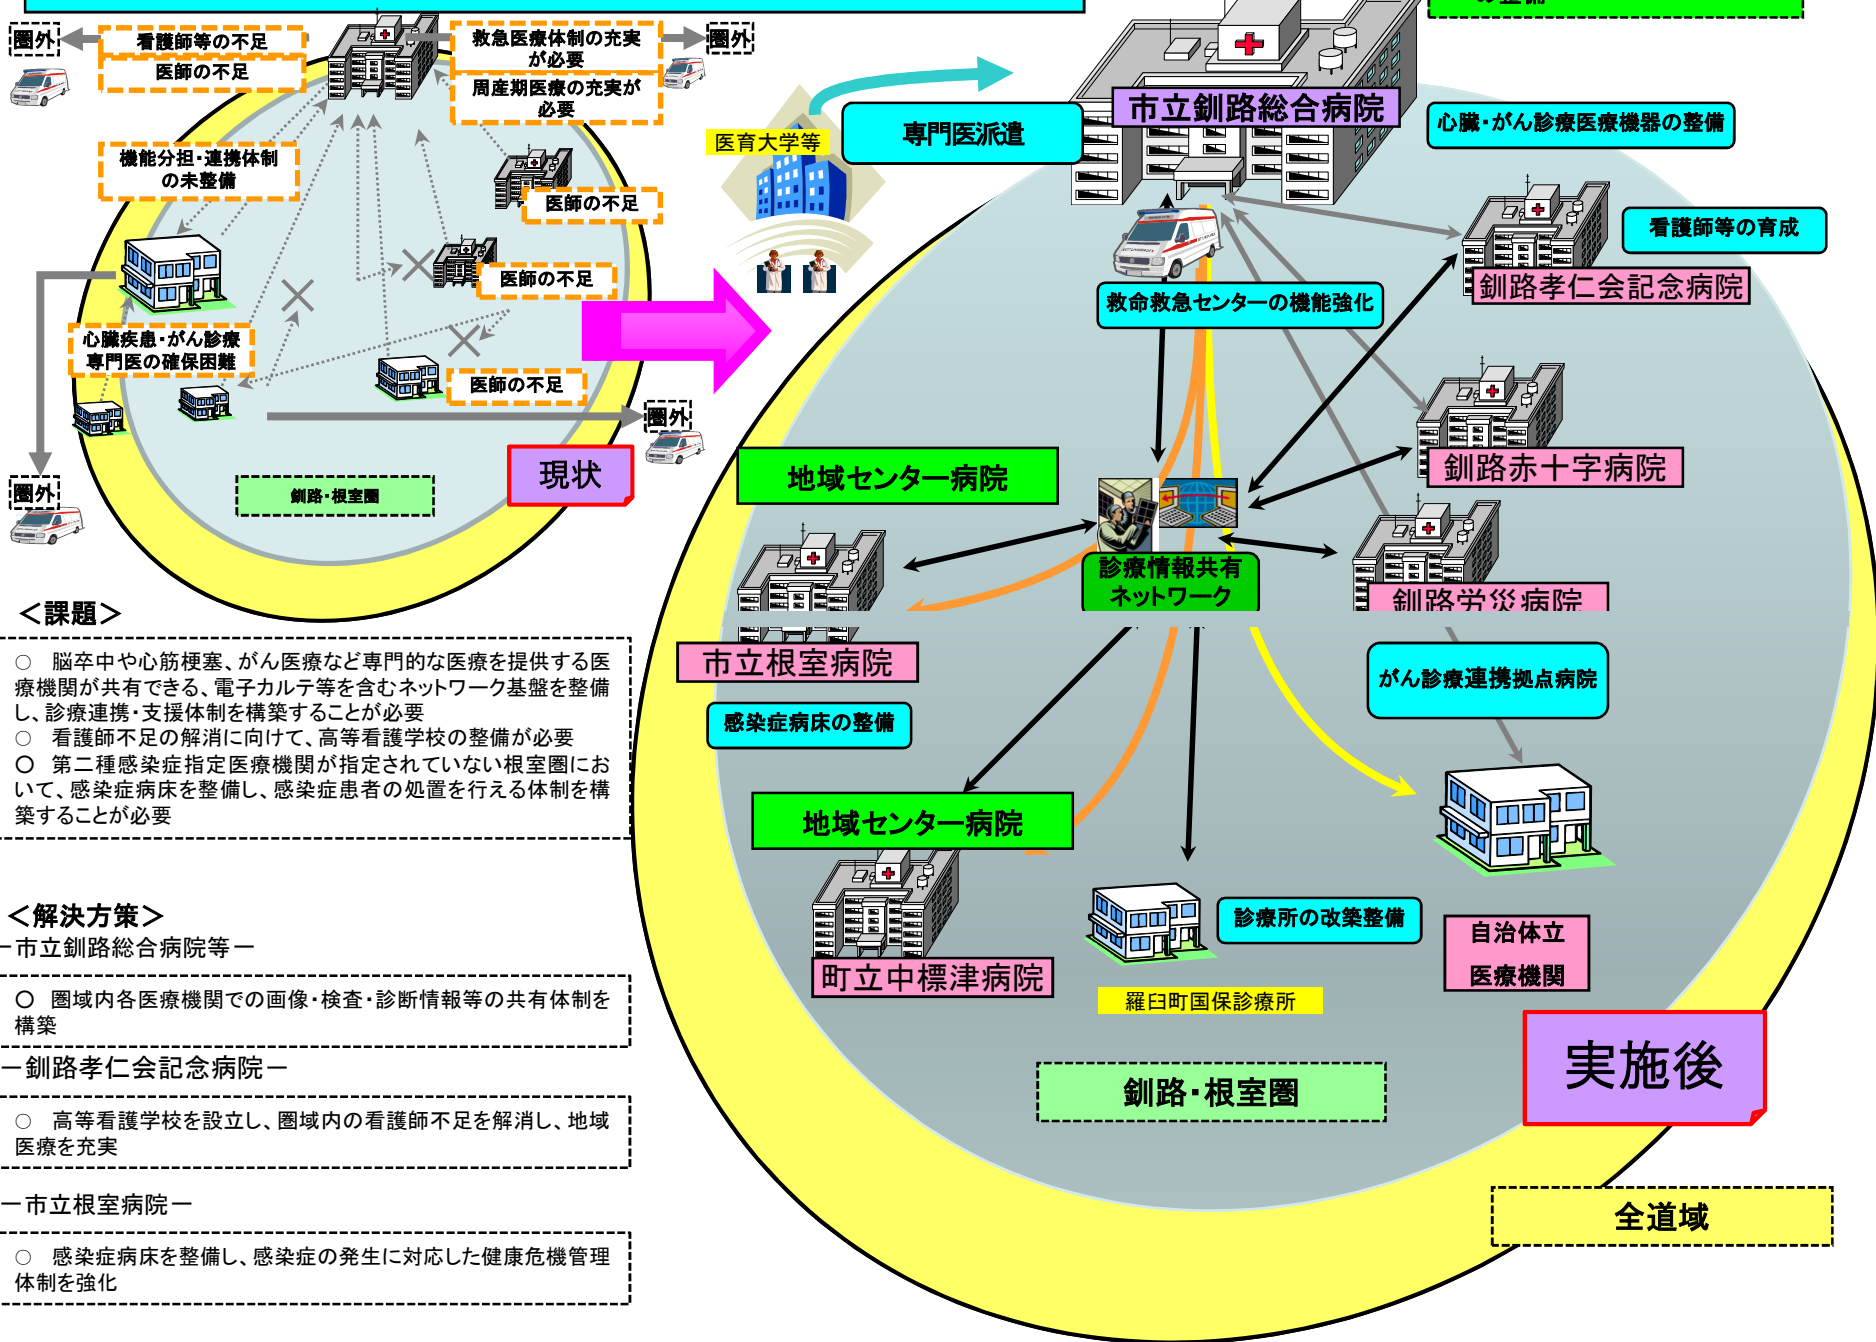 の整備
圏外
看護師等の不足
医師の不足
救急医療体制の充実
が必要
周産期医療の充実が
必要
圏外
機能分担・連携体制
の未整備
医師の不足
医師の不足
心臓疾患・がん診療
専門医の確保困難
医師の不足
圏外
圏外
釧路・根室圏
現状
医育大学等
専門医派遣
市立釧路総合病院
心臓・がん診療医療機器の整備
看護師等の育成
釧路孝仁会記念病院
救命救急センターの機能強化
釧路赤十字病院
地域センター病院
診療情報共有
ネットワーク
釧路労災病院
市立根室病院
がん診療連携拠点病院
感染症病床の整備
地域センター病院
町立中標津病院
診療所の改築整備
羅臼町国保診療所
自治体立
医療機関
釧路・根室圏
実施後
全道域
＜課題＞
○　脳卒中や心筋梗塞、がん医療など専門的な医療を提供する医
療機関が共有できる、電子カルテ等を含むネットワーク基盤を整備
し、診療連携・支援体制を構築することが必要
○　看護師不足の解消に向けて、高等看護学校の整備が必要
○　第二種感染症指定医療機関が指定されていない根室圏にお
いて、感染症病床を整備し、感染症患者の処置を行える体制を構
築することが必要
＜解決方策＞
－市立釧路総合病院等－
○　圏域内各医療機関での画像・検査・診断情報等の共有体制を
構築
－釧路孝仁会記念病院－
○　高等看護学校を設立し、圏域内の看護師不足を解消し、地域
医療を充実
－市立根室病院－
○　感染症病床を整備し、感染症の発生に対応した健康危機管理
体制を強化